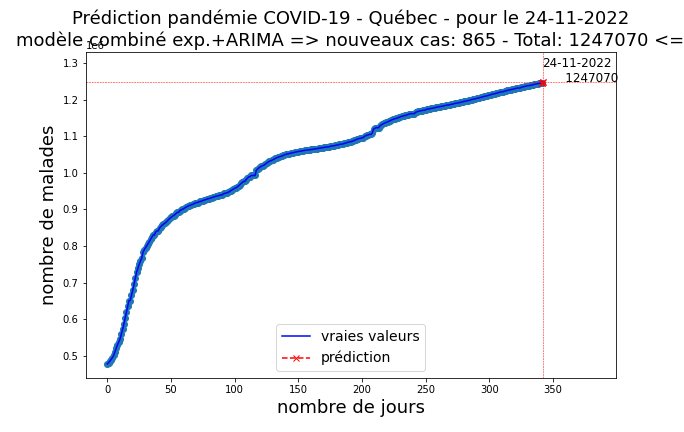 Prédiction pandémie COVID-19 - Québec - pour le 24-11-2022
modèle combiné exp.+ARIMA => nouveaux cas: 865 - Total: 1247070 <=
1e6
24-11-2022
1247070
1.3
1.2
1.1
1.0
0.9
0.8
0.7
0.6
0.5
nombre de malades
vraies valeurs
prédiction
0 50 100 150 200 250 300 350
nombre de jours